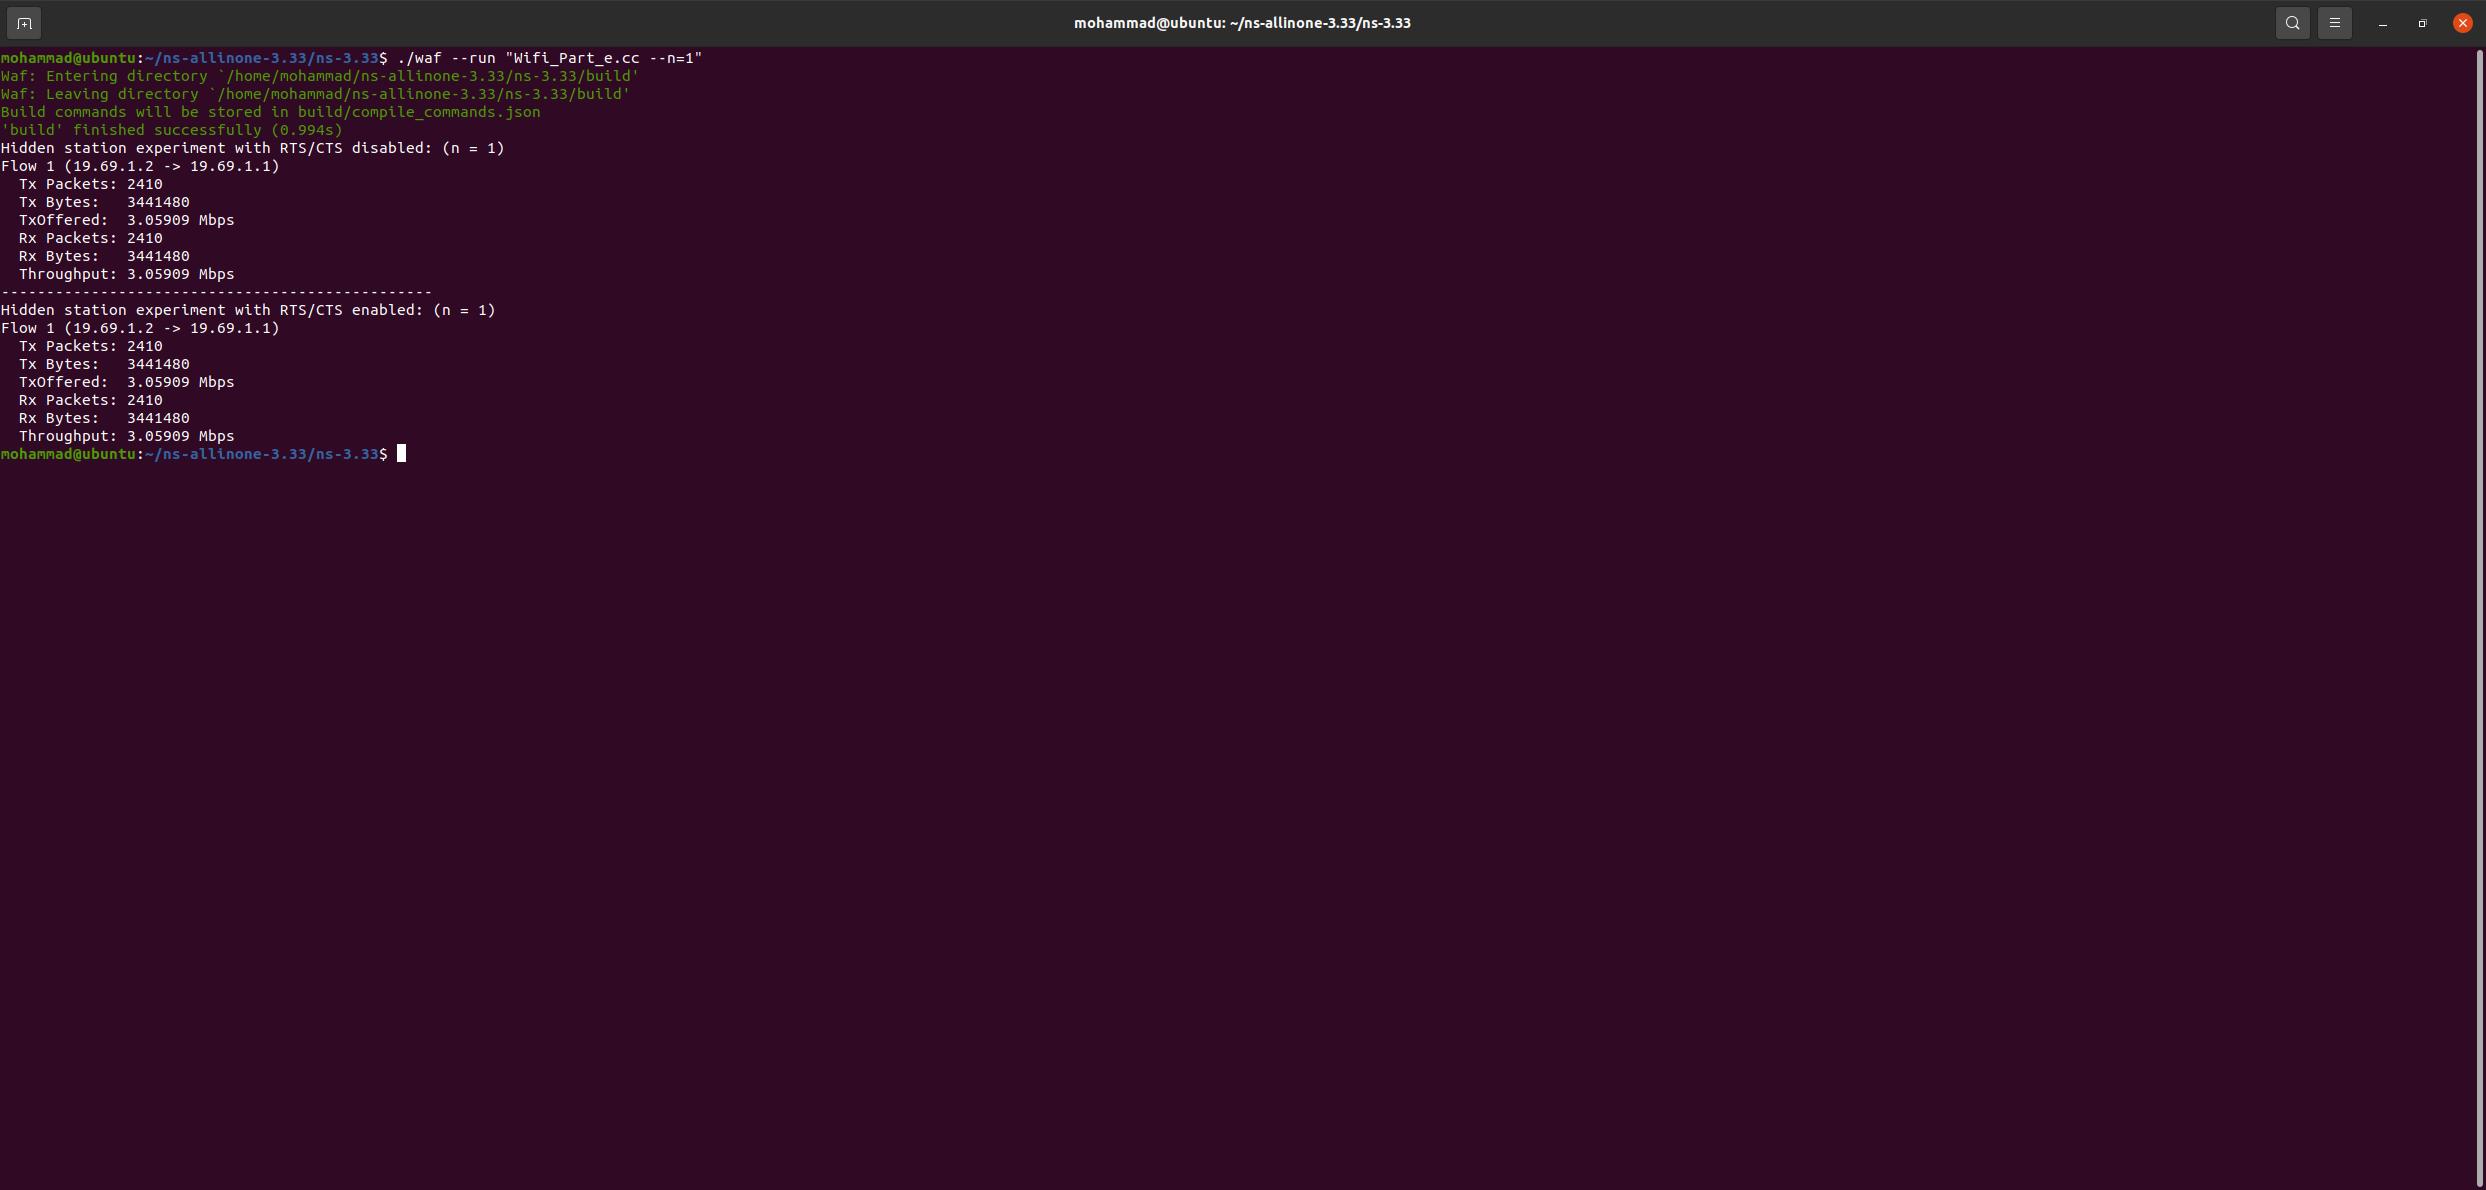 mohammad@ubuntu: ~/ns-allinone-3.33/ns-3.33
mohammad@ubuntu:~/ns-allinone-3.33/ns-3.33$ ./waf --run "Wifi_Part_e.cc --n=1"
Waf: Entering directory `/home/mohammad/ns-allinone-3.33/ns-3.33/build'
Waf: Leaving directory `/home/mohammad/ns-allinone-3.33/ns-3.33/build'
Build commands will be stored in build/compile_commands.json
'build' finished successfully (0.994s)
Hidden station experiment with RTS/CTS disabled: (n = 1)
Flow 1 (19.69.1.2 -> 19.69.1.1)
  Tx Packets: 2410
  Tx Bytes:   3441480
  TxOffered:  3.05909 Mbps
  Rx Packets: 2410
  Rx Bytes:   3441480
  Throughput: 3.05909 Mbps
------------------------------------------------
Hidden station experiment with RTS/CTS enabled: (n = 1)
Flow 1 (19.69.1.2 -> 19.69.1.1)
  Tx Packets: 2410
  Tx Bytes:   3441480
  TxOffered:  3.05909 Mbps
  Rx Packets: 2410
  Rx Bytes:   3441480
  Throughput: 3.05909 Mbps
mohammad@ubuntu:~/ns-allinone-3.33/ns-3.33$